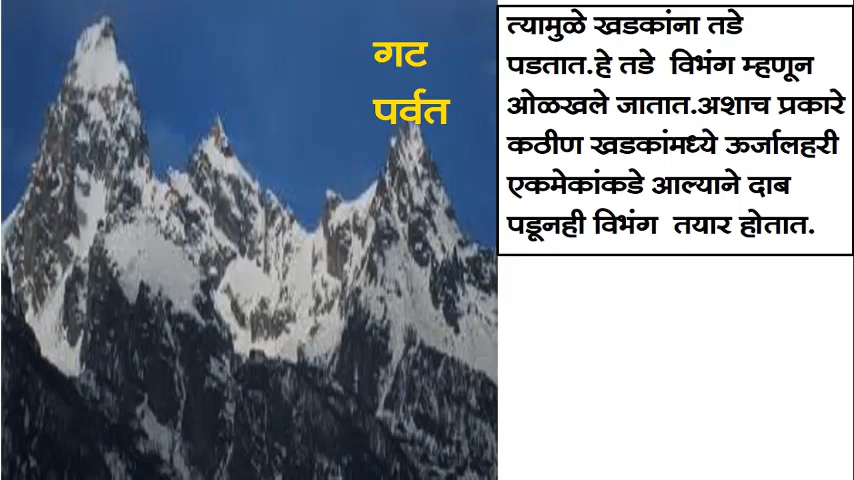 गट
पर्वत
त्यामुळे खडकांना तडे
पडतात.हे तडे विभंग म्हणून
ओळखले जातात.अशाच प्रकारे
कठीण खडकांमध्ये ऊर्जालहरी
एकमेकांकडे आल्याने दाब
पडूनही विभंग तयार होतात.